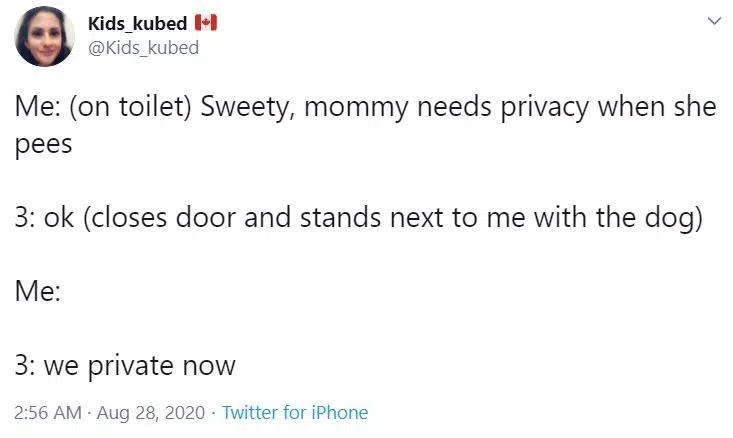 Kids_kubed 🇨🇦
@Kids_kubed
Me: (on toilet) Sweety, mommy needs privacy when she
pees
3: ok (closes door and stands next to me with the dog)
Me:
3: we private now
2:56 AM · Aug 28, 2020 · Twitter for iPhone